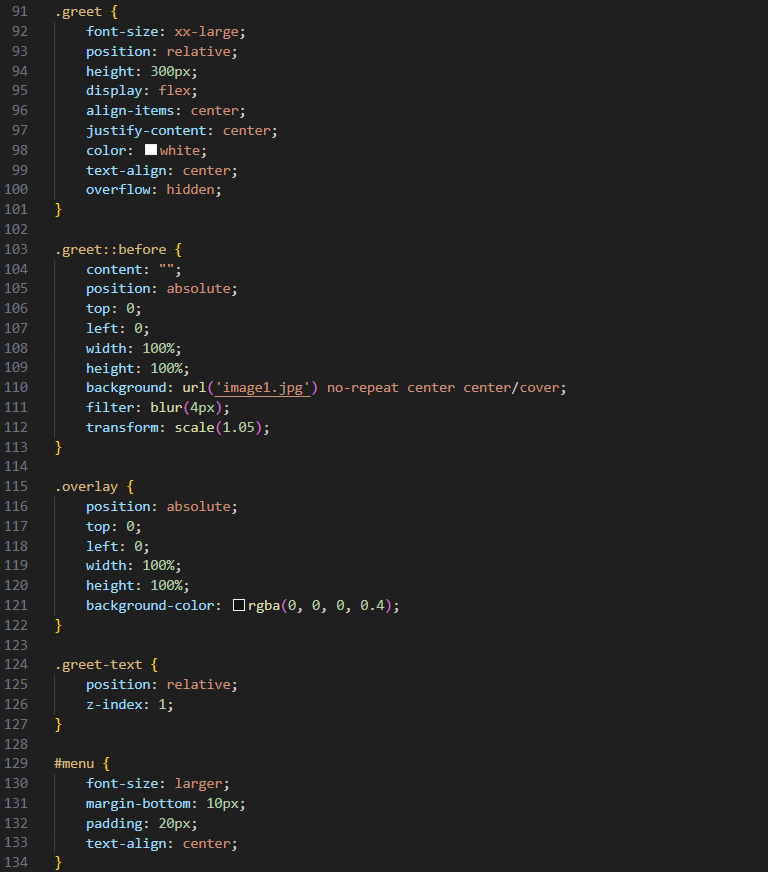 91 .greet {
92     font-size: xx-large;
93     position: relative;
94     height: 300px;
95     display: flex;
96     align-items: center;
97     justify-content: center;
98     color: white;
99     text-align: center;
100     overflow: hidden;
101 }
102
103 .greet::before {
104     content: "";
105     position: absolute;
106     top: 0;
107     left: 0;
108     width: 100%;
109     height: 100%;
110     background: url('image1.jpg') no-repeat center center/cover;
111     filter: blur(4px);
112     transform: scale(1.05);
113 }
114
115 .overlay {
116     position: absolute;
117     top: 0;
118     left: 0;
119     width: 100%;
120     height: 100%;
121     background-color: rgba(0, 0, 0, 0.4);
122 }
123
124 .greet-text {
125     position: relative;
126     z-index: 1;
127 }
128
129 #menu {
130     font-size: larger;
131     margin-bottom: 10px;
132     padding: 20px;
133     text-align: center;
134 }